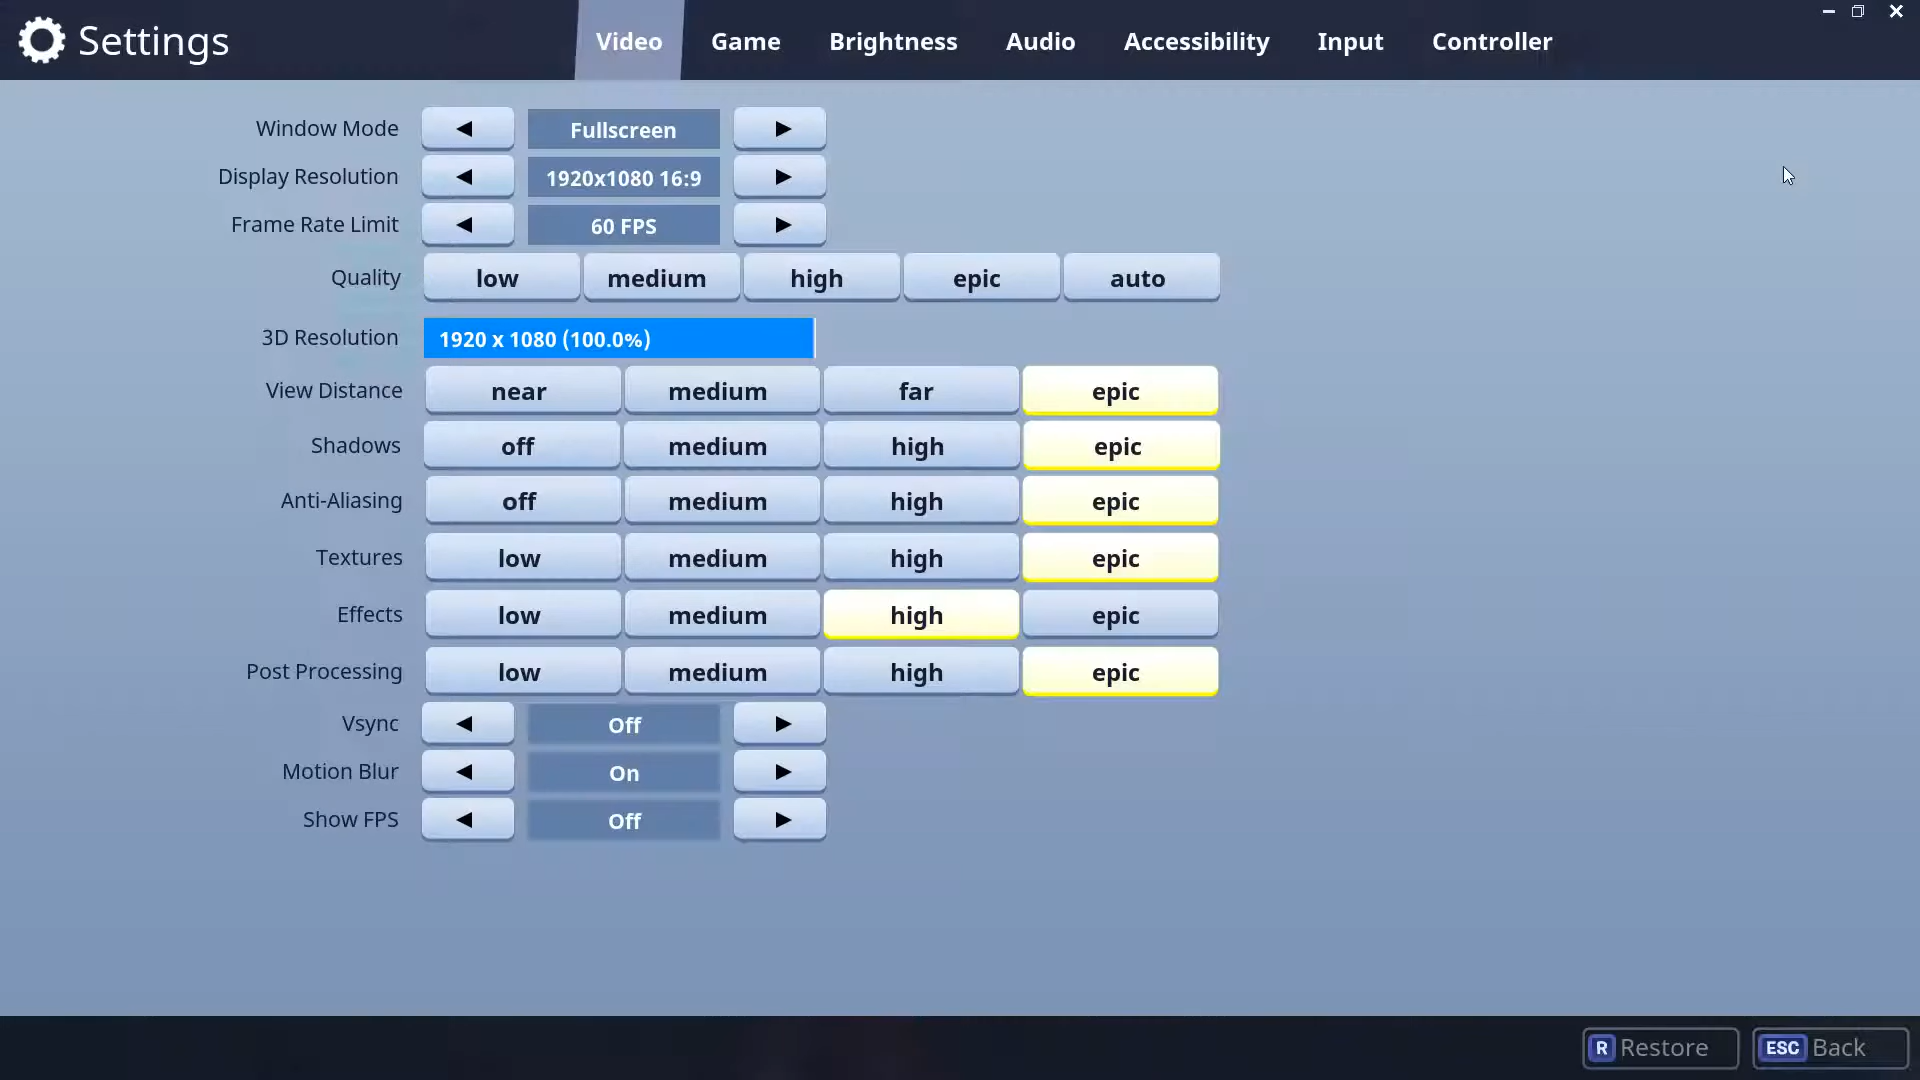 Settings Video Game Brightness Audio Accessibility Input Controller
Window Mode Fullscreen
Display Resolution 1920x1080 16:9
Frame Rate Limit 60 FPS
Quality low medium high epic auto
3D Resolution 1920 x 1080 (100.0%)
View Distance near medium far epic
Shadows off medium high epic
Anti-Aliasing off medium high epic
Textures low medium high epic
Effects low medium high epic
Post Processing low medium high epic
Vsync Off
Motion Blur On
Show FPS Off
R Restore ESC Back